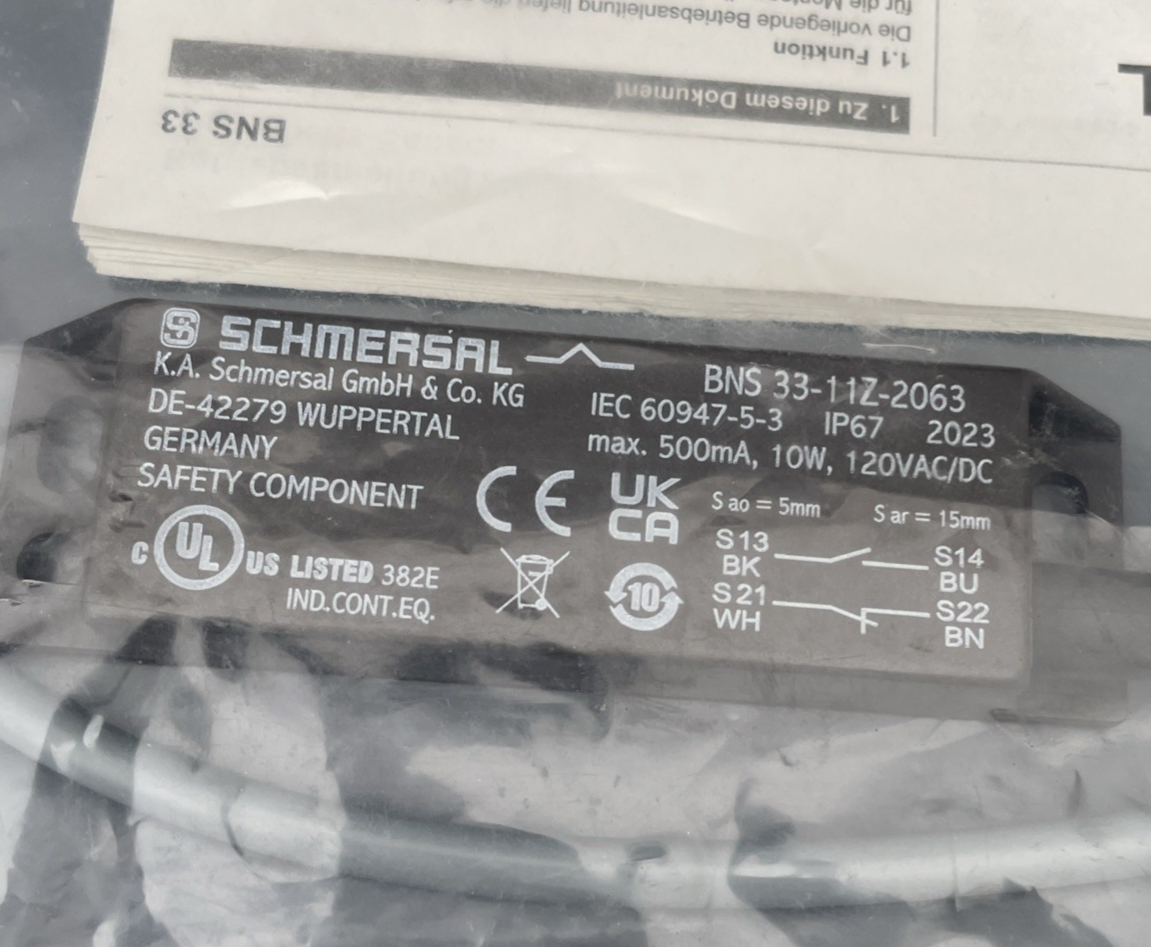 für die
Die vorliegende Betriebsanleitung liefert die
1.1 Funktion
1. Zu diesem Dokument
BNS 33
SCHMERSAL
K.A. Schmersal GmbH & Co. KG
DE-42279 WUPPERTAL
GERMANY
SAFETY COMPONENT
C UL US LISTED 382E
IND.CONT.EQ.
CE
UK
CA
10
BNS 33-11Z-2063
IEC 60947-5-3 IP67 2023
max. 500mA, 10W, 120VAC/DC
S ao = 5mm S ar = 15mm
S13 S14
BK BU
S21 S22
WH BN